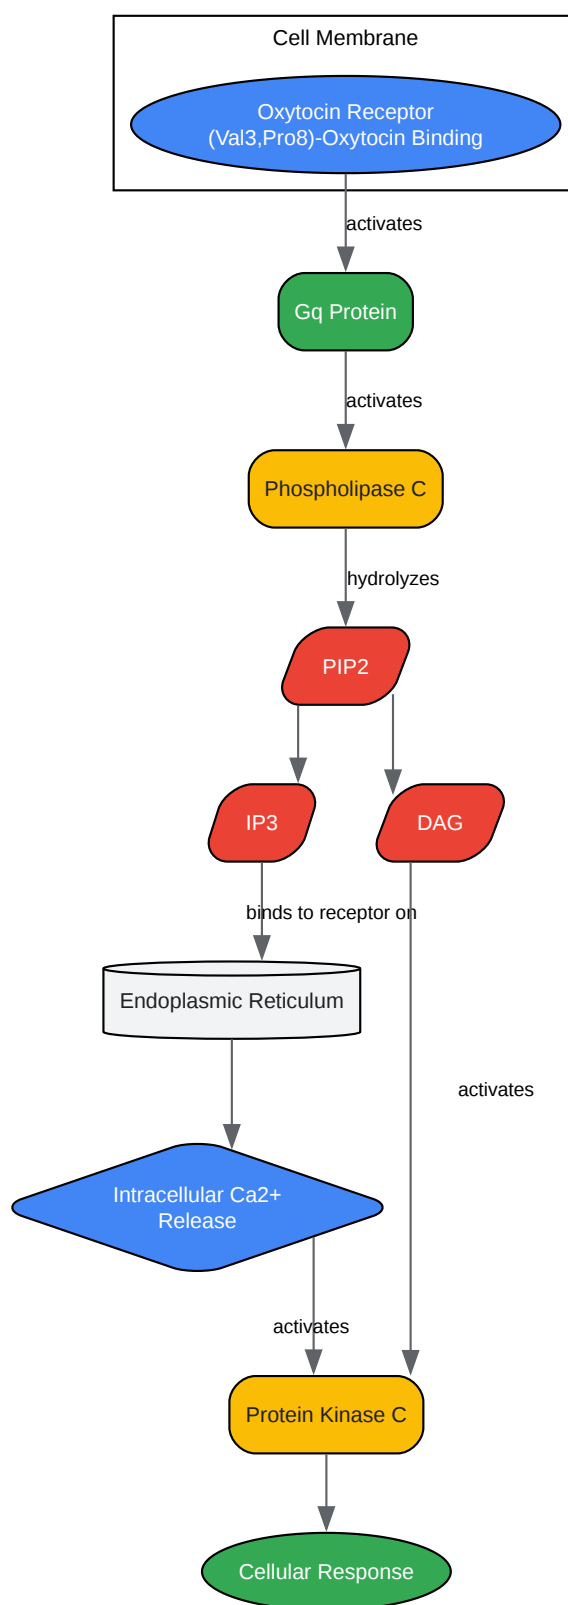 Cell Membrane
Oxytocin Receptor
(Val3,Pro8)-Oxytocin Binding
activates
Gq Protein
activates
Phospholipase C
hydrolyzes
PIP2
IP3
DAG
binds to receptor on
Endoplasmic Reticulum
activates
Intracellular Ca2+
Release
activates
Protein Kinase C
Cellular Response